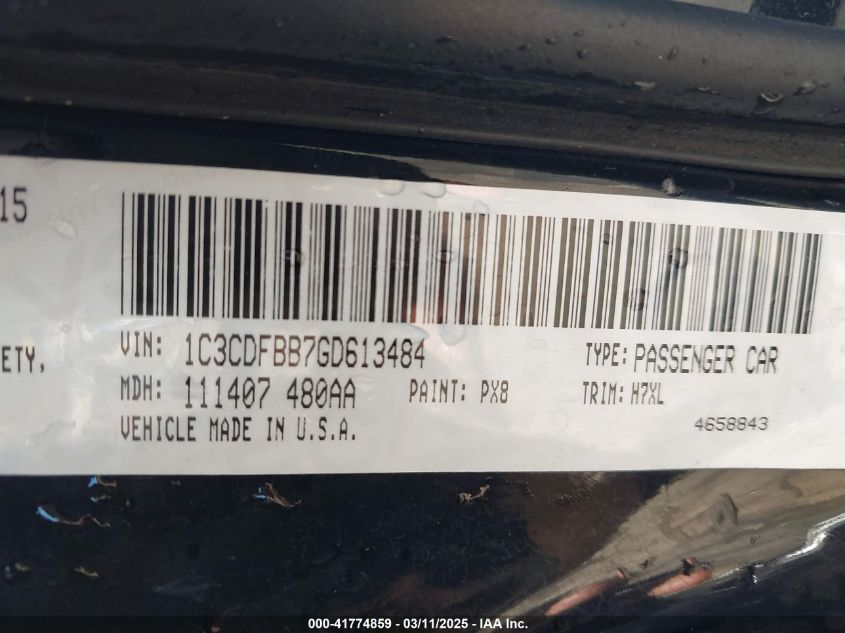 15
ETY,
VIN: 1C3CDFBB7GD613484 TYPE: PASSENGER CAR
MDH: 111407 480AA PAINT: PX8 TRIM: H7XL
VEHICLE MADE IN U.S.A. 4658843
000-41774859 - 03/11/2025 - IAA Inc.